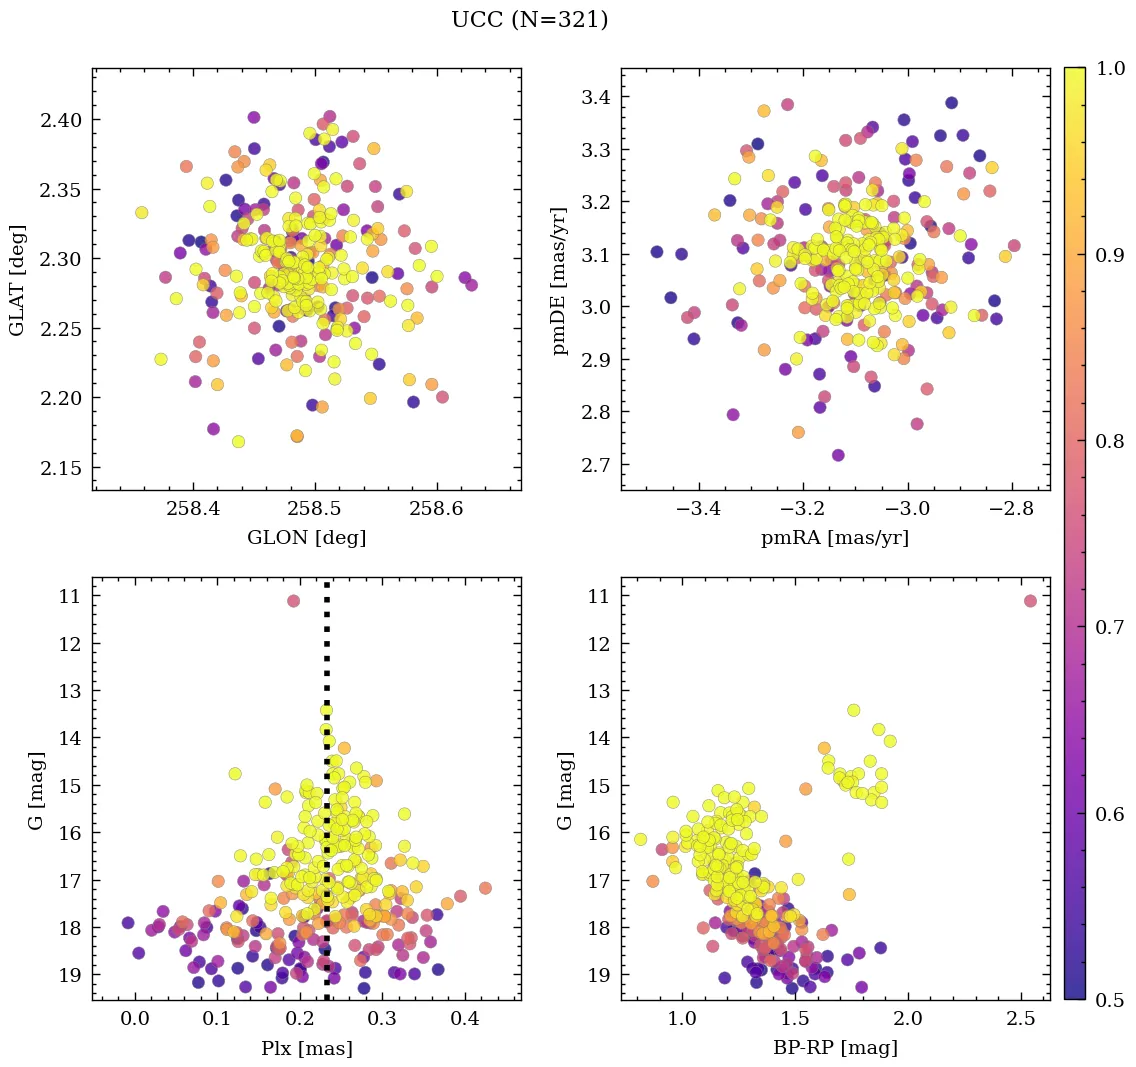 UCC (N=321)
2.40
2.35
2.30
2.25
2.20
2.15
GLAT [deg]
258.4 258.5 258.6
GLON [deg]
3.4
3.3
3.2
3.1
3.0
2.9
2.8
2.7
pmDE [mas/yr]
−3.4 −3.2 −3.0 −2.8
pmRA [mas/yr]
11
12
13
14
15
16
17
18
19
G [mag]
0.0 0.1 0.2 0.3 0.4
Plx [mas]
11
12
13
14
15
16
17
18
19
G [mag]
1.0 1.5 2.0 2.5
BP-RP [mag]
1.0
0.9
0.8
0.7
0.6
0.5